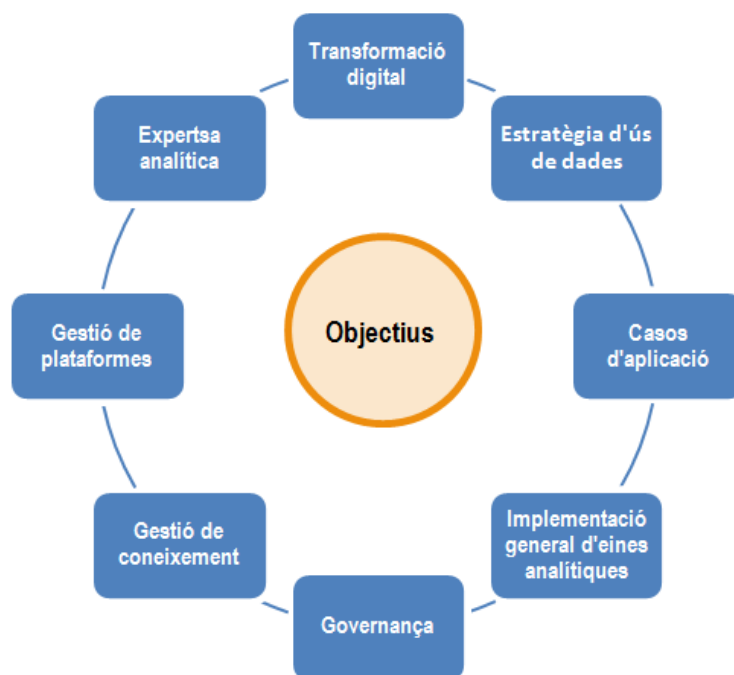 Transformació
digital
Estratègia d'ús
de dades
Casos
d'aplicació
Implementació
general d'eines
analítiques
Governança
Gestió de
coneixement
Gestió de
plataformes
Expertsa
analítica
Objectius